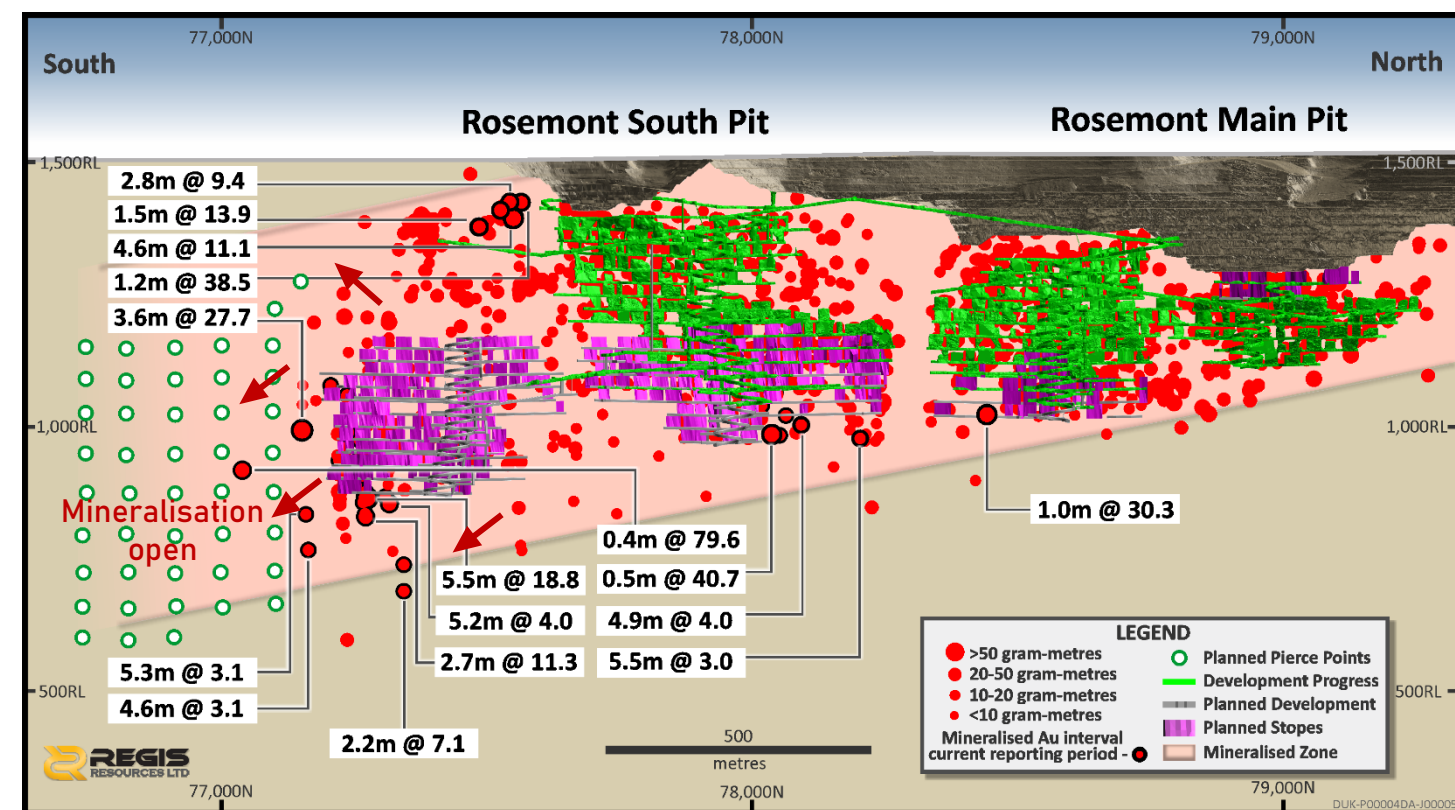 77,000N
78,000N
79,000N
South
North
Rosemont South Pit
Rosemont Main Pit
1,500RL
1,500RL
2.8m @ 9.4
1.5m @ 13.9
4.6m @ 11.1
1.2m @ 38.5
3.6m @ 27.7
1,000RL
1,000RL
Mineralisation
open
0.4m @ 79.6
1.0m @ 30.3
5.5m @ 18.8
0.5m @ 40.7
5.2m @ 4.0
4.9m @ 4.0
2.7m @ 11.3
5.5m @ 3.0
5.3m @ 3.1
4.6m @ 3.1
2.2m @ 7.1
500RL
500RL
LEGEND
>50 gram-metres
20-50 gram-metres
10-20 gram-metres
<10 gram-metres
Mineralised Au interval
current reporting period -
Planned Pierce Points
Development Progress
Planned Development
Planned Stopes
Mineralised Zone
500
metres
REGIS
RESOURCES LTD
77,000N
78,000N
79,000N